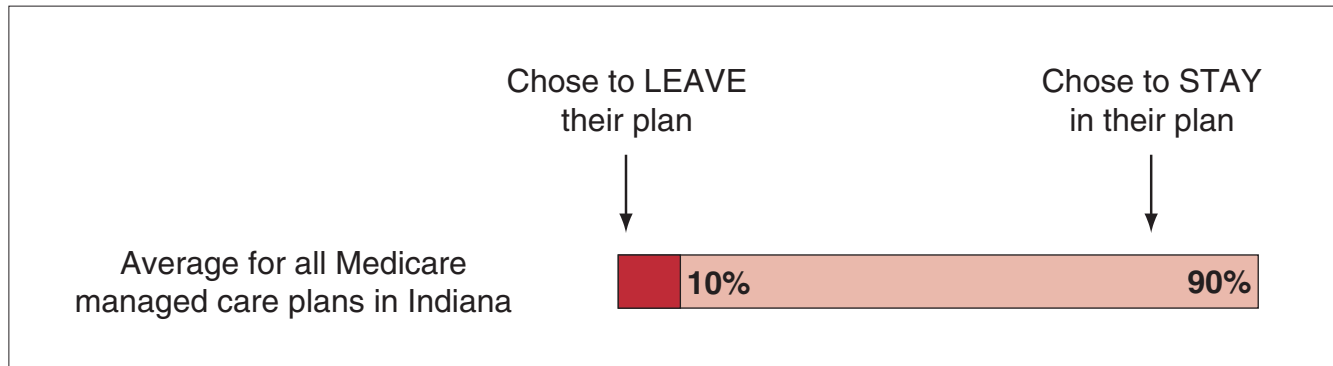 Chose to LEAVE
their plan
Chose to STAY
in their plan
Average for all Medicare
managed care plans in Indiana
10%
90%